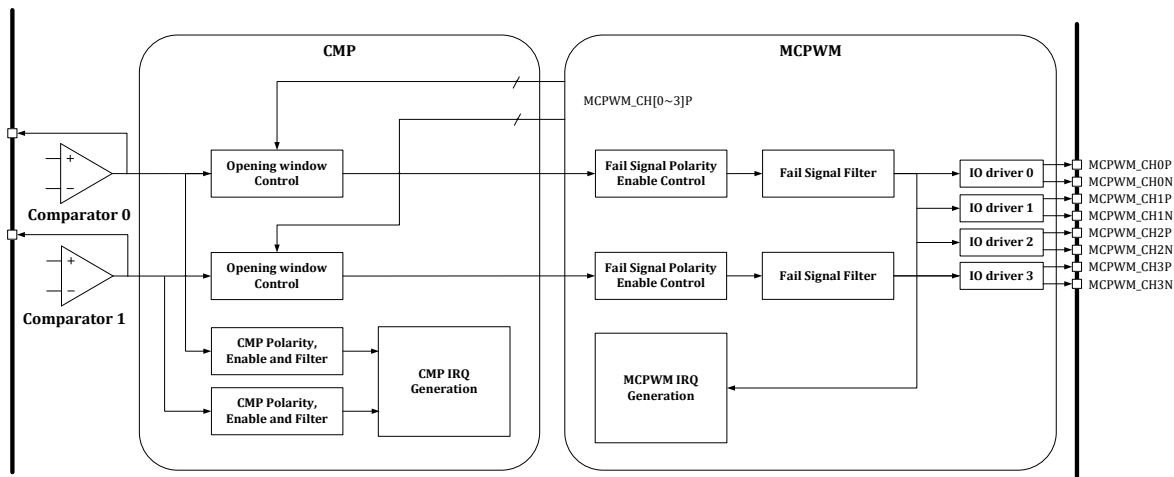 CMP
MCPWM
MCPWM_CH[0~3]P
+
−
Comparator 0
Opening window
Control
Fail Signal Polarity
Enable Control
Fail Signal Filter
IO driver 0
IO driver 1
IO driver 2
IO driver 3
MCPWM_CH0P
MCPWM_CH0N
MCPWM_CH1P
MCPWM_CH1N
MCPWM_CH2P
MCPWM_CH2N
MCPWM_CH3P
MCPWM_CH3N
+
−
Comparator 1
Opening window
Control
Fail Signal Polarity
Enable Control
Fail Signal Filter
CMP Polarity,
Enable and Filter
CMP Polarity,
Enable and Filter
CMP IRQ
Generation
MCPWM IRQ
Generation